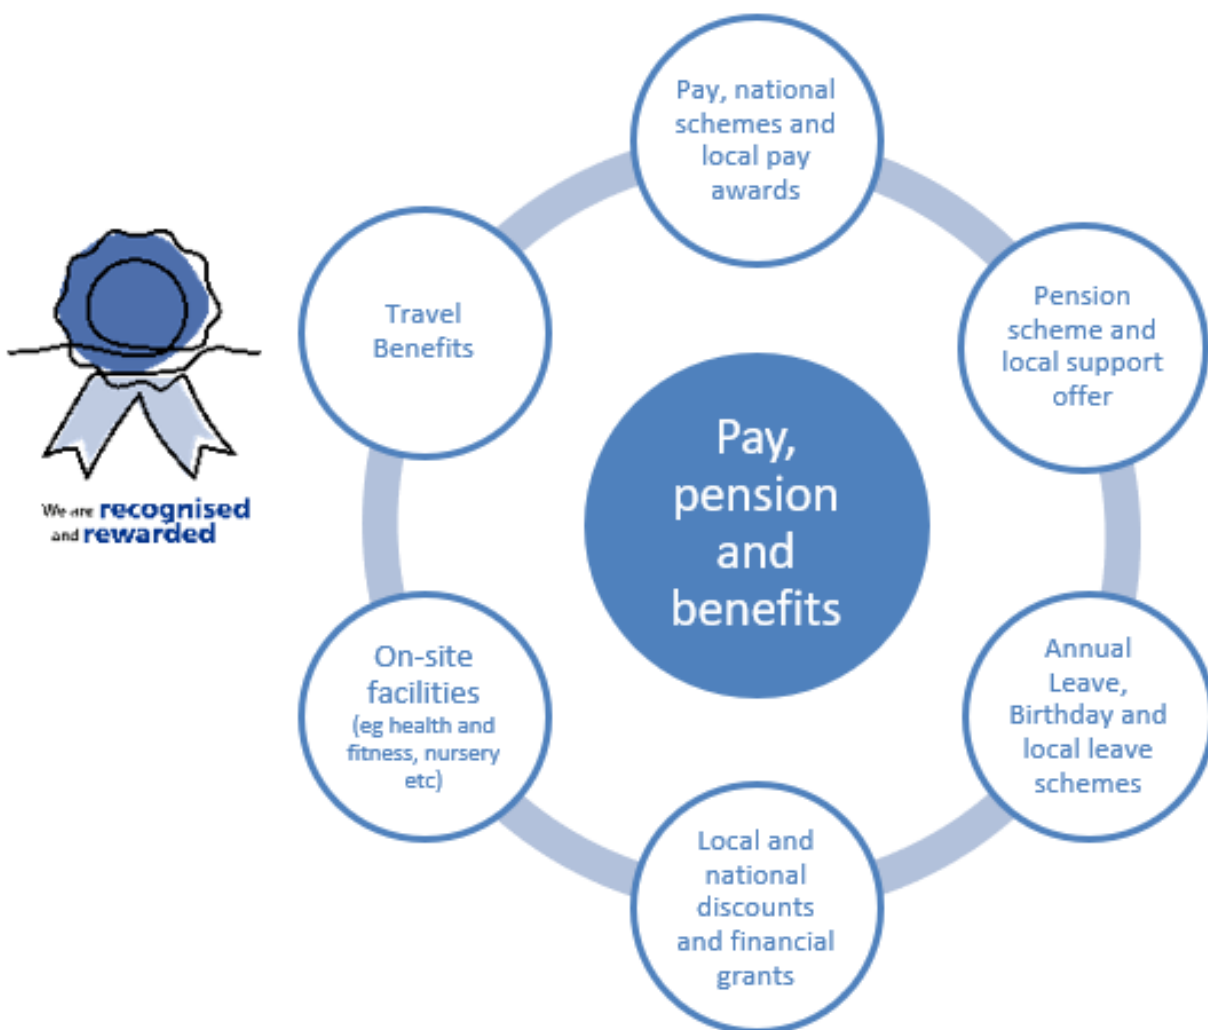 Pay, national
schemes and
local pay
awards
Travel
Benefits
Pension
scheme and
local support
offer
Pay,
pension
and
benefits
We are recognised
and rewarded
On-site
facilities
(eg health and
fitness, nursery
etc)
Annual
Leave,
Birthday and
local leave
schemes
Local and
national
discounts
and financial
grants